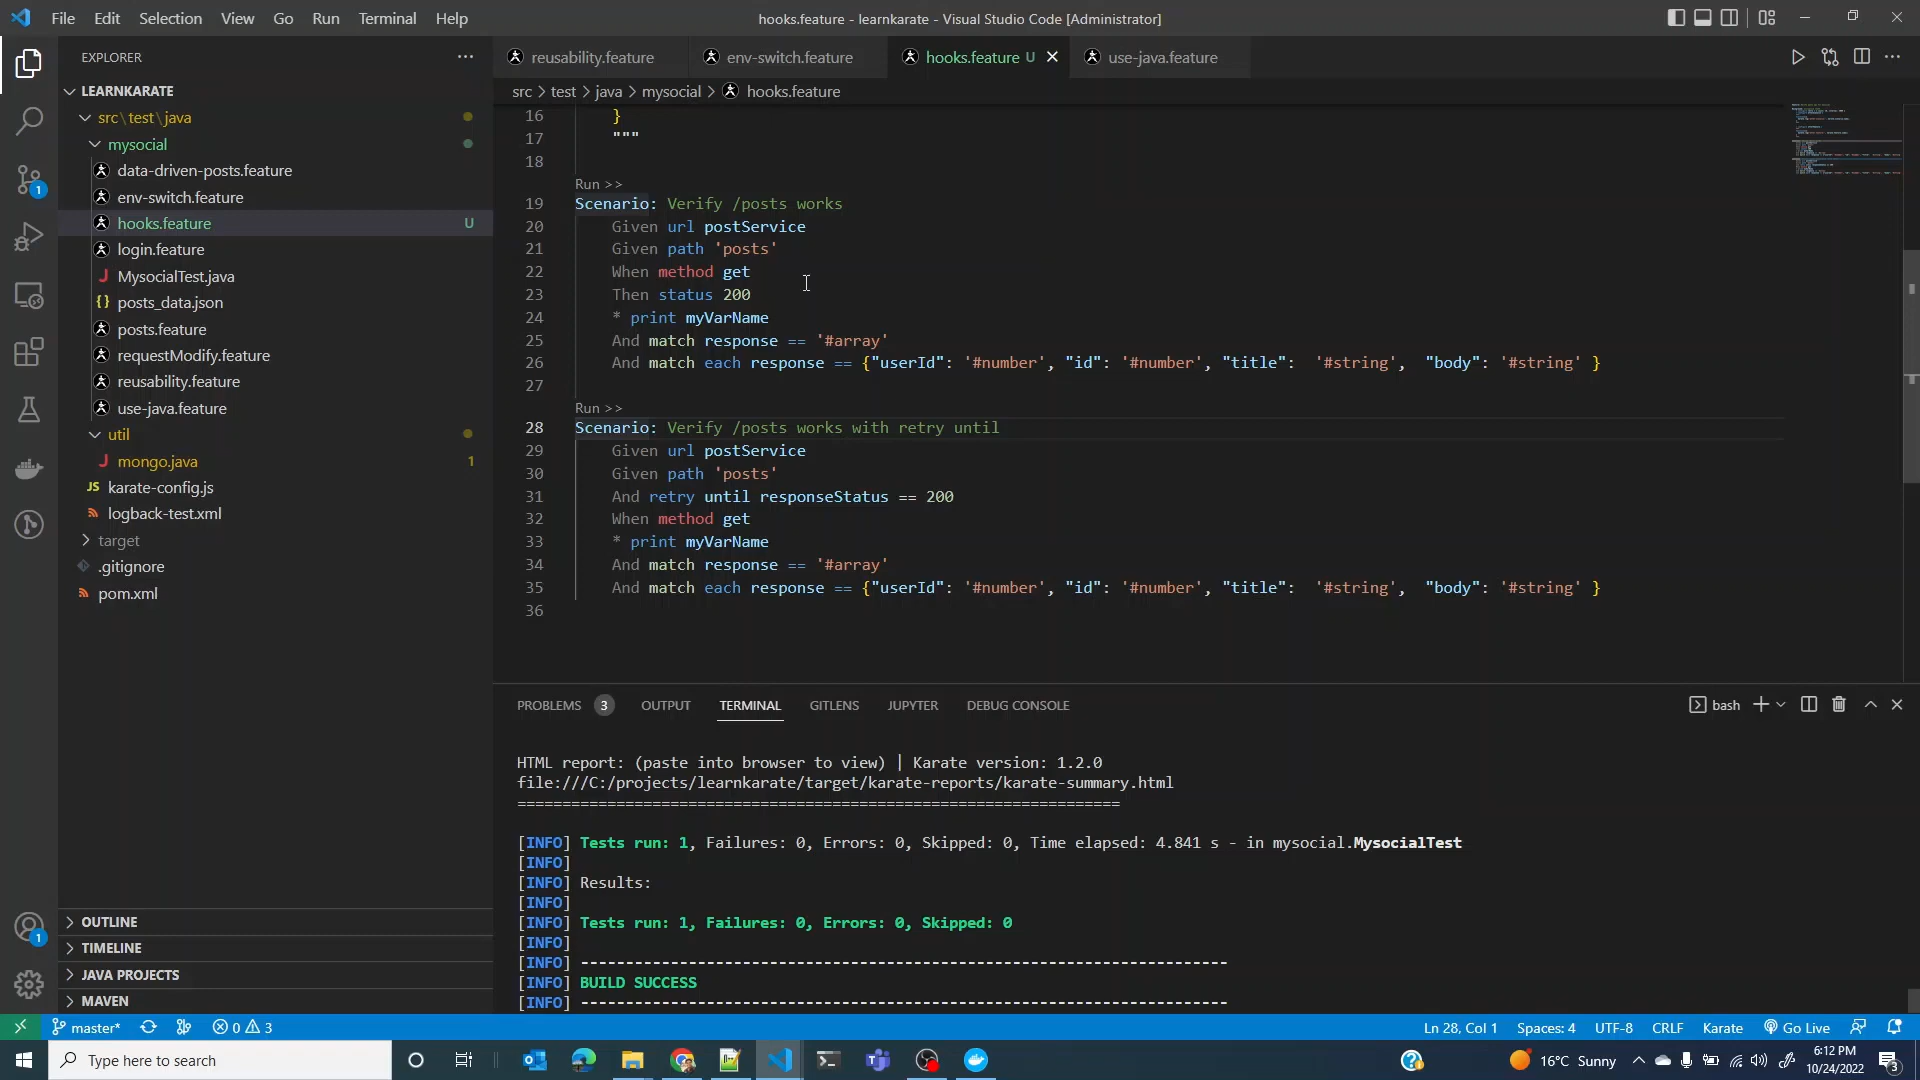 File Edit Selection View Go Run Terminal Help
hooks.feature - learnkarate - Visual Studio Code [Administrator]
EXPLORER
LEARNKARATE
src\test\java
mysocial
data-driven-posts.feature
env-switch.feature
hooks.feature U
login.feature
MysocialTest.java
posts_data.json
posts.feature
requestModify.feature
reusability.feature
use-java.feature
util
mongo.java 1
karate-config.js
logback-test.xml
target
.gitignore
pom.xml
OUTLINE
TIMELINE
JAVA PROJECTS
MAVEN
reusability.feature env-switch.feature hooks.feature U use-java.feature
src > test > java > mysocial > hooks.feature
16 }
17 """
18
Run >>
19 Scenario: Verify /posts works
20 Given url postService
21 Given path 'posts'
22 When method get
23 Then status 200
24 * print myVarName
25 And match response == '#array'
26 And match each response == {"userId": '#number', "id": '#number', "title": '#string', "body": '#string' }
27
Run >>
28 Scenario: Verify /posts works with retry until
29 Given url postService
30 Given path 'posts'
31 And retry until responseStatus == 200
32 When method get
33 * print myVarName
34 And match response == '#array'
35 And match each response == {"userId": '#number', "id": '#number', "title": '#string', "body": '#string' }
36
PROBLEMS 3 OUTPUT TERMINAL GITLENS JUPYTER DEBUG CONSOLE
bash
HTML report: (paste into browser to view) | Karate version: 1.2.0
file:///C:/projects/learnkarate/target/karate-reports/karate-summary.html
===================================================================
[INFO] Tests run: 1, Failures: 0, Errors: 0, Skipped: 0, Time elapsed: 4.841 s - in mysocial.MysocialTest
[INFO]
[INFO] Results:
[INFO]
[INFO] Tests run: 1, Failures: 0, Errors: 0, Skipped: 0
[INFO]
[INFO] ------------------------------------------------------------------------
[INFO] BUILD SUCCESS
[INFO] ------------------------------------------------------------------------
master* 0 3
Ln 28, Col 1 Spaces: 4 UTF-8 CRLF Karate Go Live
Type here to search
16°C Sunny
6:12 PM
10/24/2022
3